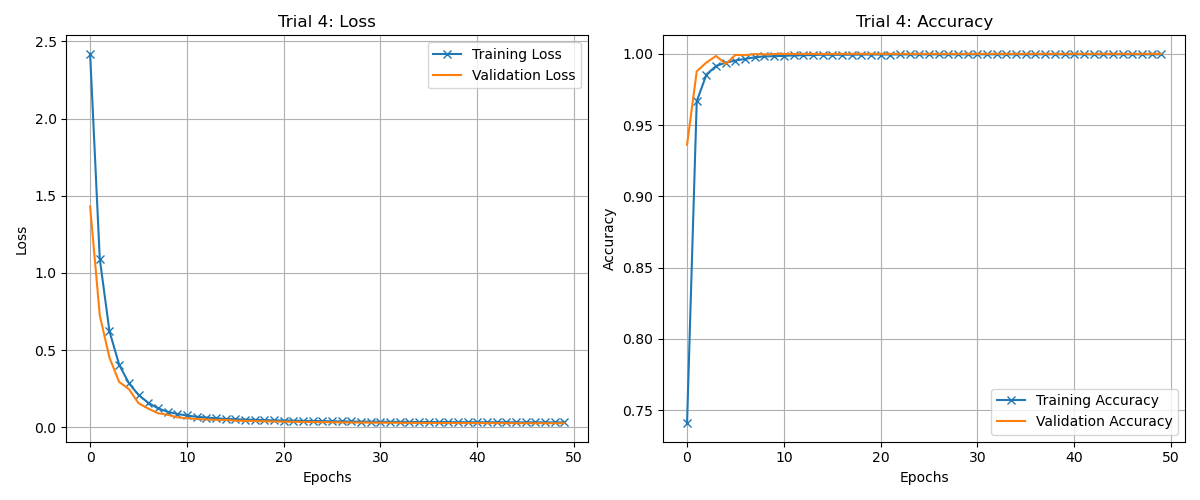 Trial 4: Loss
2.5
2.0
1.5
1.0
0.5
0.0
Loss
Training Loss
Validation Loss
0 10 20 30 40 50
Epochs
Trial 4: Accuracy
1.00
0.95
0.90
0.85
0.80
0.75
Accuracy
Training Accuracy
Validation Accuracy
0 10 20 30 40 50
Epochs